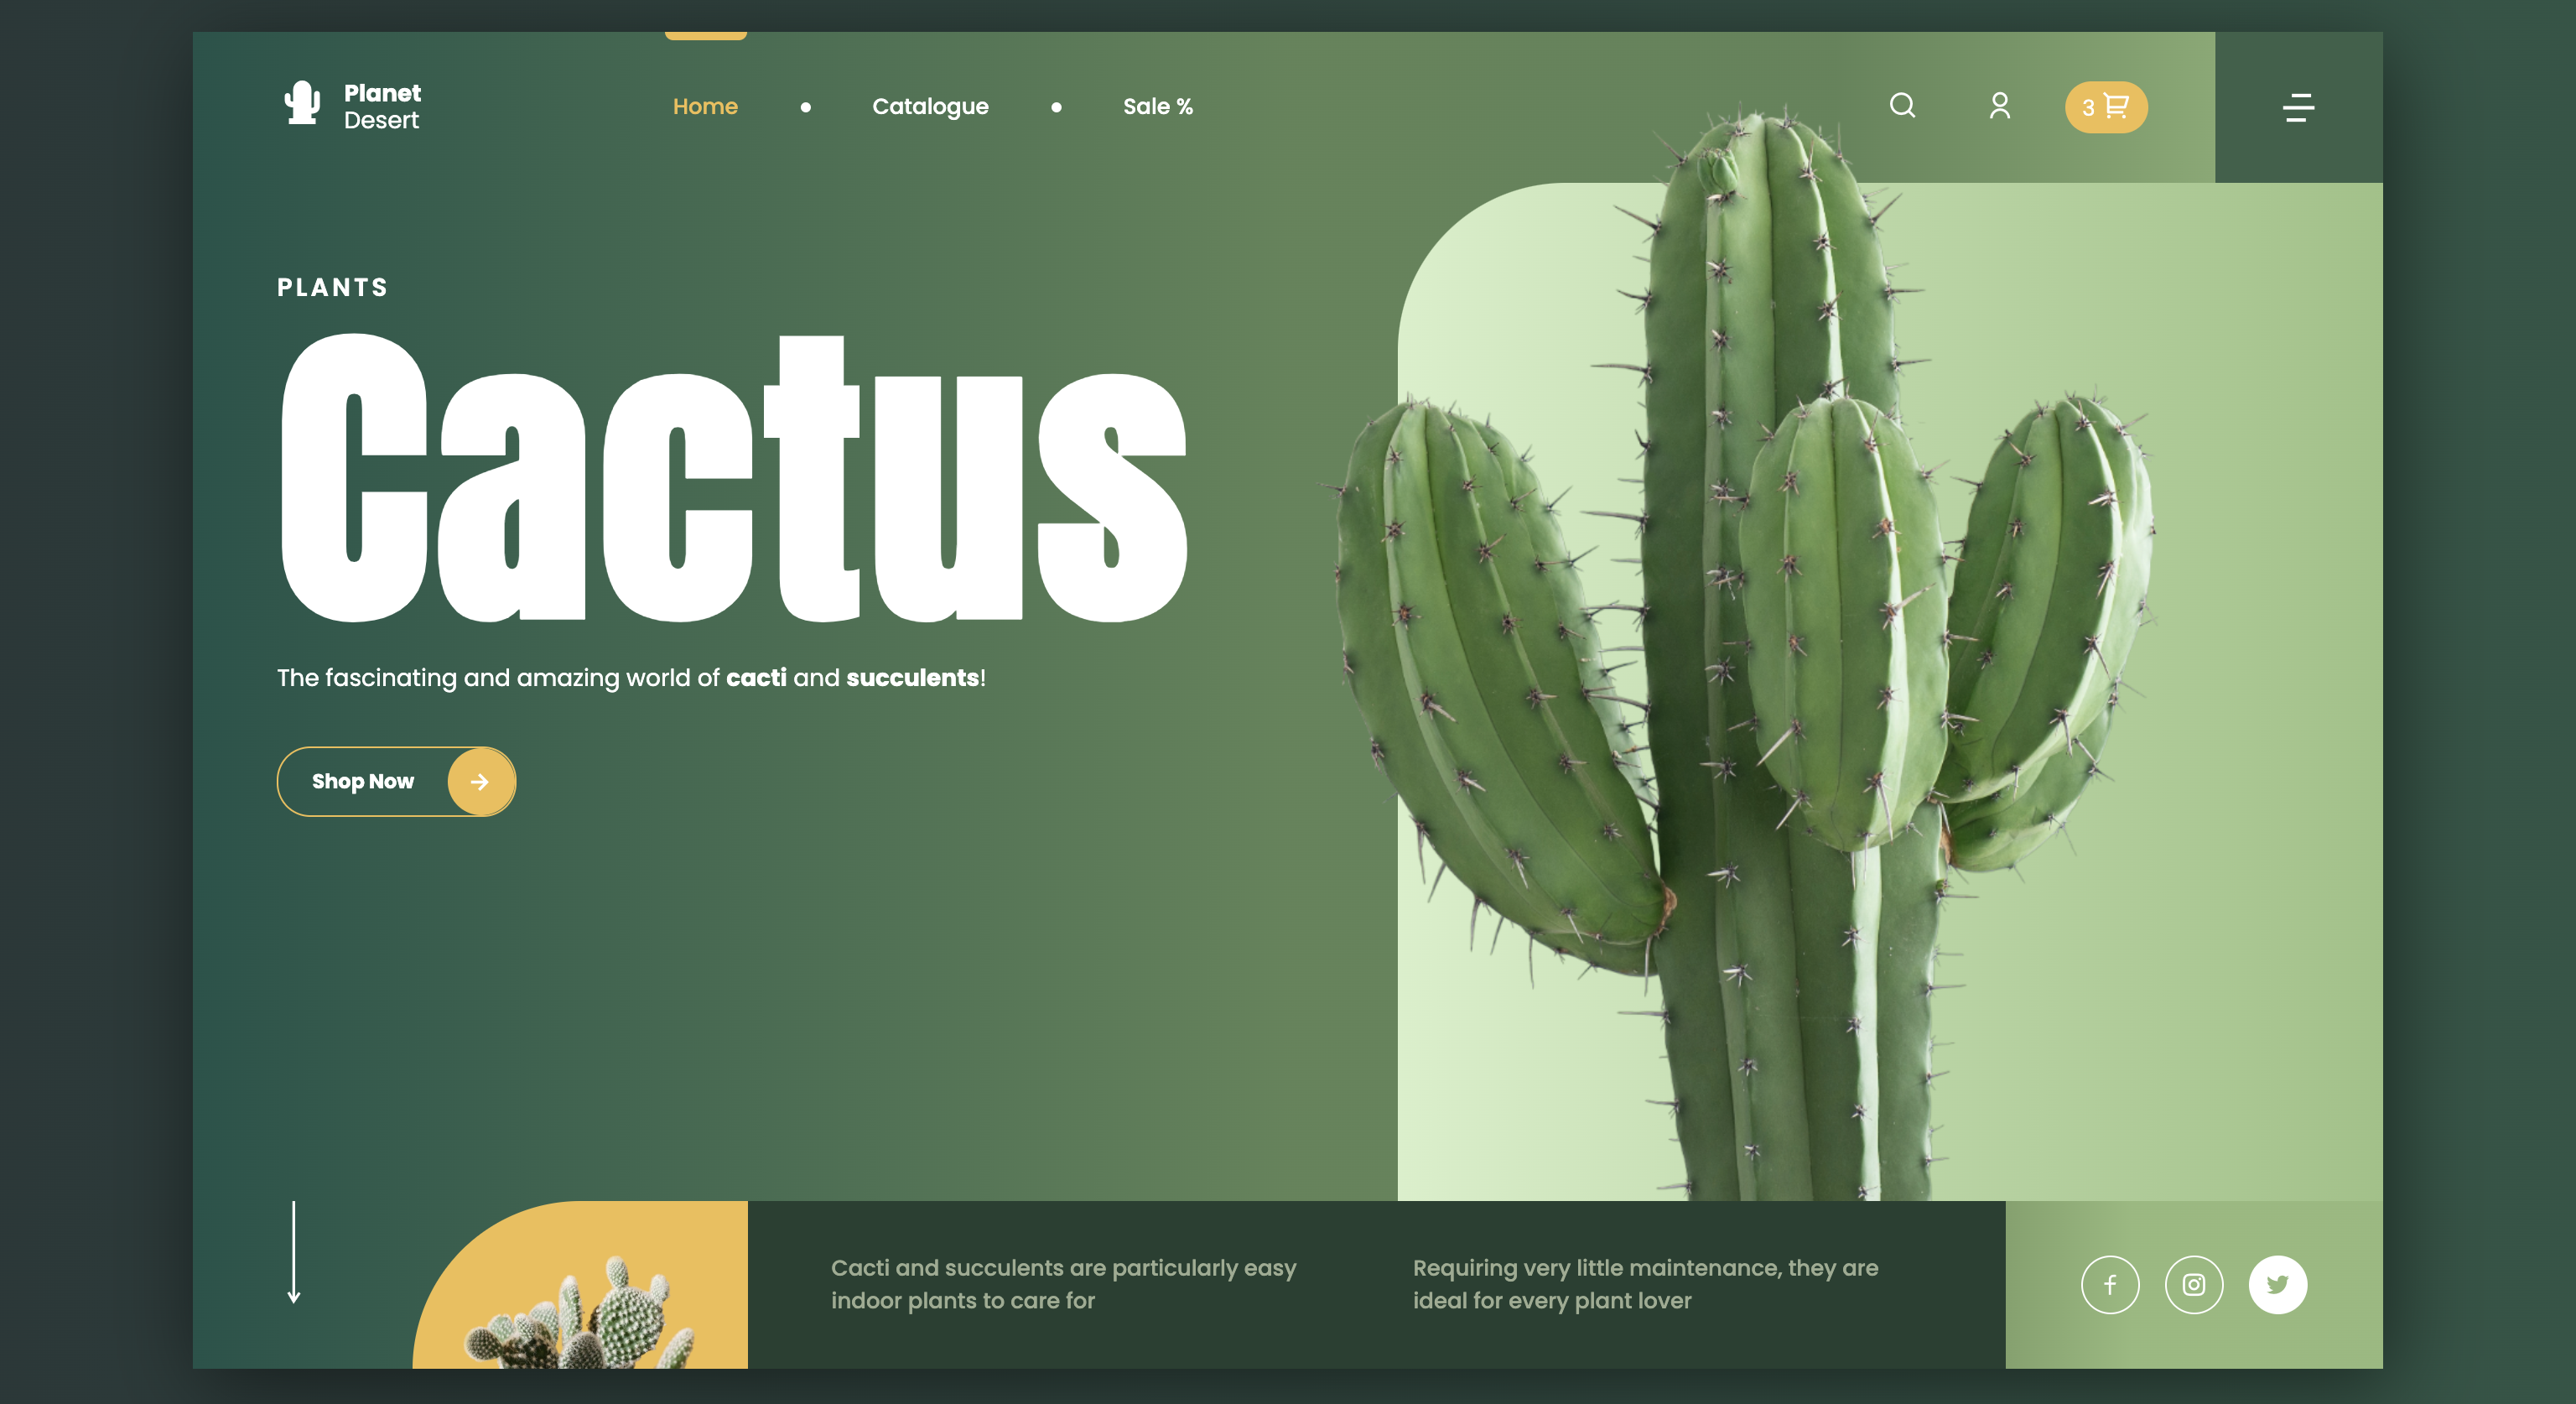 Planet
Desert
Home
Catalogue
Sale %
3
PLANTS
Cactus
The fascinating and amazing world of cacti and succulents!
Shop Now
Cacti and succulents are particularly easy
indoor plants to care for
Requiring very little maintenance, they are
ideal for every plant lover